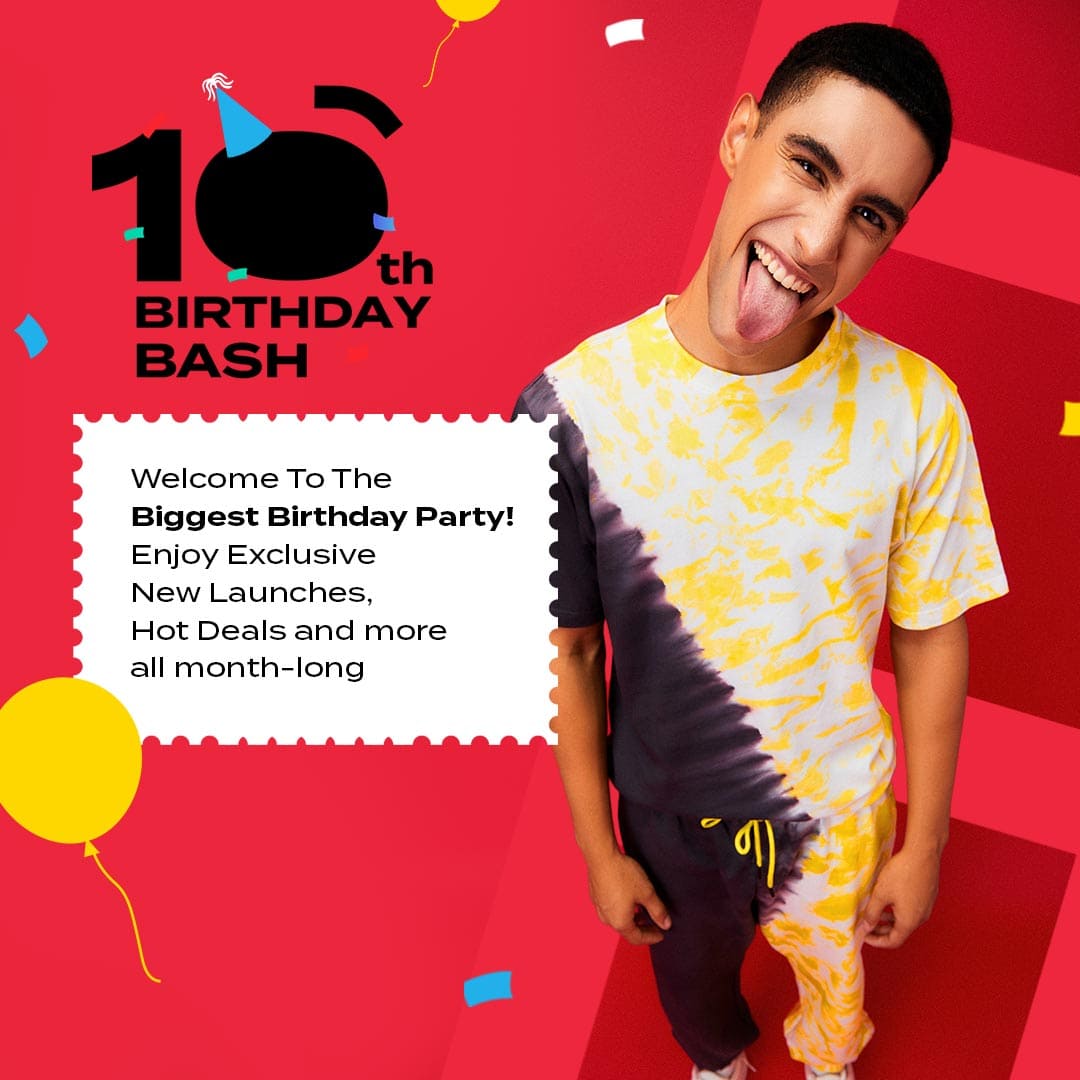 10th
BIRTHDAY
BASH
Welcome To The
Biggest Birthday Party!
Enjoy Exclusive
New Launches,
Hot Deals and more
all month-long